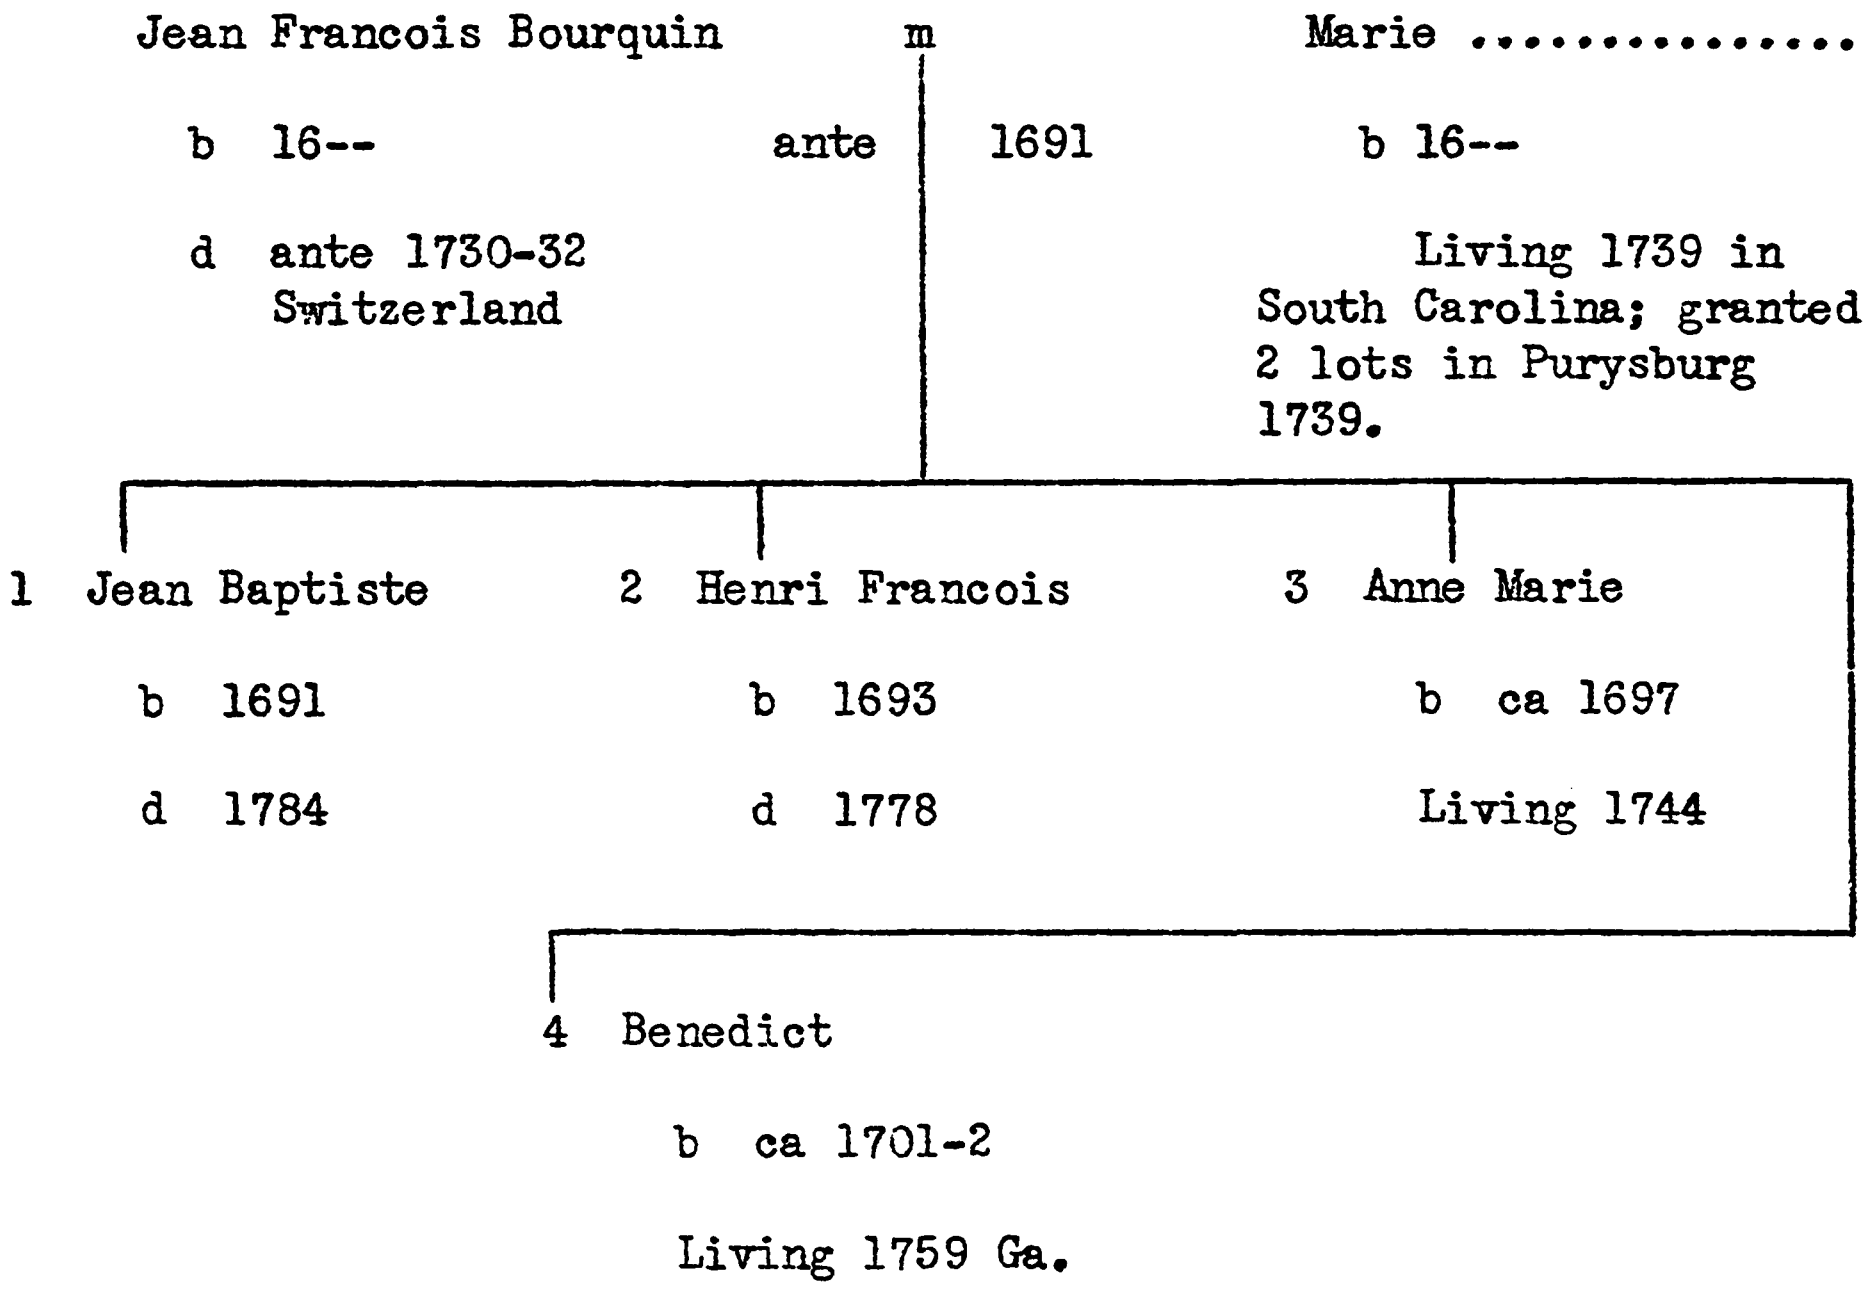 Jean Francois Bourquin m Marie ...............
b 16-- ante 1691 b 16--
d ante 1730-32 Living 1739 in
Switzerland South Carolina; granted
2 lots in Purysburg
1739.
1 Jean Baptiste 2 Henri Francois 3 Anne Marie
b 1691 b 1693 b ca 1697
d 1784 d 1778 Living 1744
4 Benedict
b ca 1701-2
Living 1759 Ga.